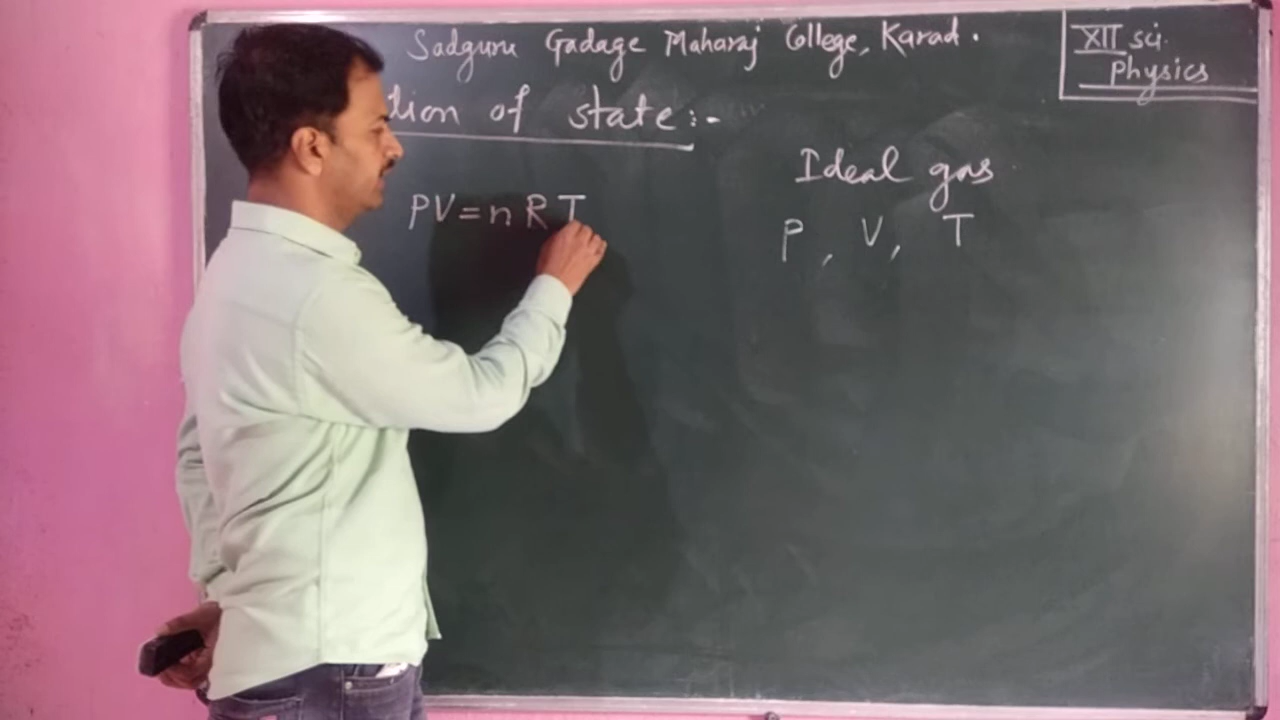 Sadguru Gadage Maharaj College, Karad.
XII sci.
Physics
tion of state:-
Ideal gas
PV=nRT
P, V, T